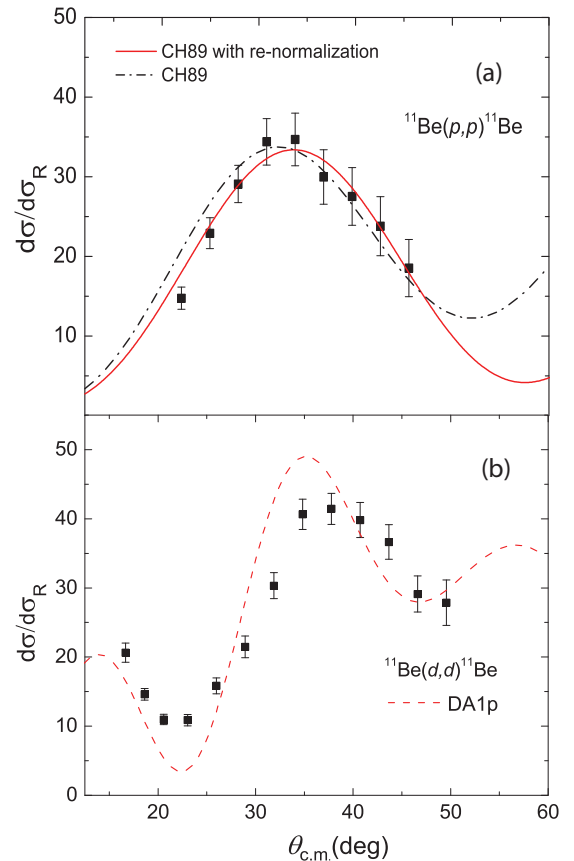 50
40
30
20
10
dσ/dσR
CH89 with re-normalization
CH89
(a)
11Be(p,p)11Be
50
40
30
20
10
0
dσ/dσR
(b)
11Be(d,d)11Be
DA1p
20 30 40 50 60
θc.m.(deg)